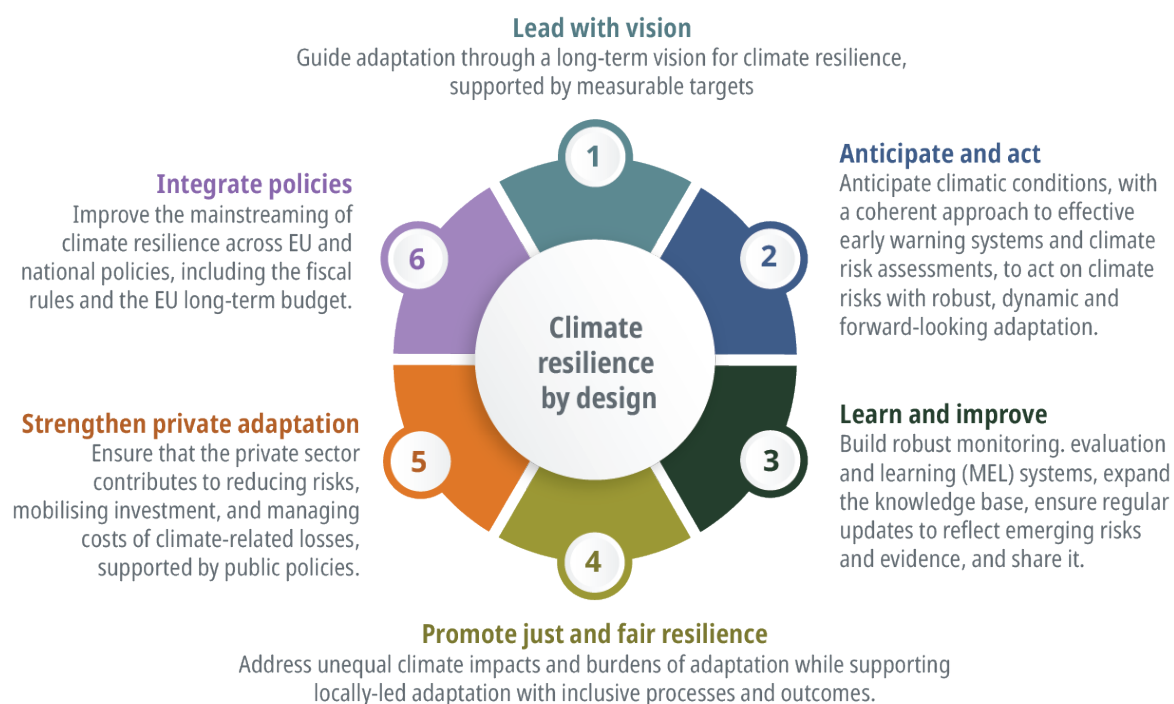 Lead with vision
Guide adaptation through a long-term vision for climate resilience,
supported by measurable targets
1
Anticipate and act
Anticipate climatic conditions, with
a coherent approach to effective
early warning systems and climate
risk assessments, to act on climate
risks with robust, dynamic and
forward-looking adaptation.
2
Learn and improve
Build robust monitoring. evaluation
and learning (MEL) systems, expand
the knowledge base, ensure regular
updates to reflect emerging risks
and evidence, and share it.
3
Promote just and fair resilience
Address unequal climate impacts and burdens of adaptation while supporting
locally-led adaptation with inclusive processes and outcomes.
4
Strengthen private adaptation
Ensure that the private sector
contributes to reducing risks,
mobilising investment, and managing
costs of climate-related losses,
supported by public policies.
5
Integrate policies
Improve the mainstreaming of
climate resilience across EU and
national policies, including the fiscal
rules and the EU long-term budget.
6
Climate
resilience
by design